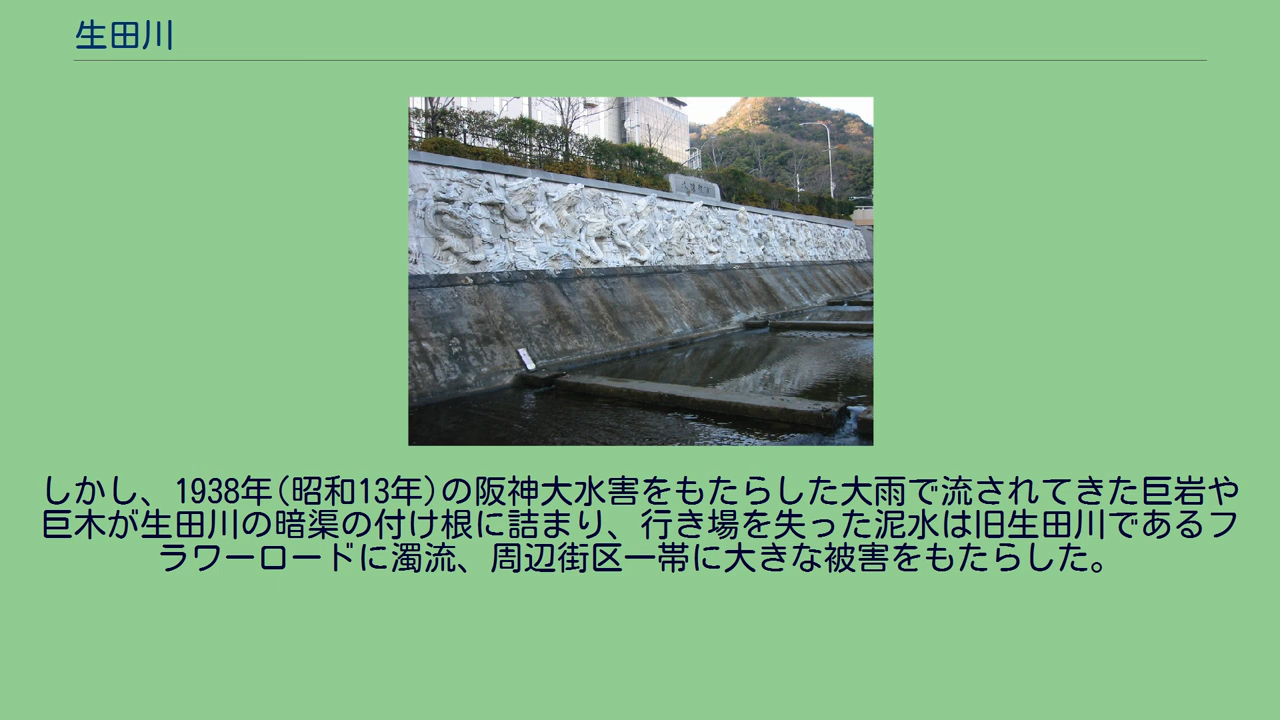 生田川
しかし、1938年(昭和13年)の阪神大水害をもたらした大雨で流されてきた巨岩や
巨木が生田川の暗渠の付け根に詰まり、行き場を失った泥水は旧生田川であるフ
ラワーロードに濁流、周辺街区一帯に大きな被害をもたらした。